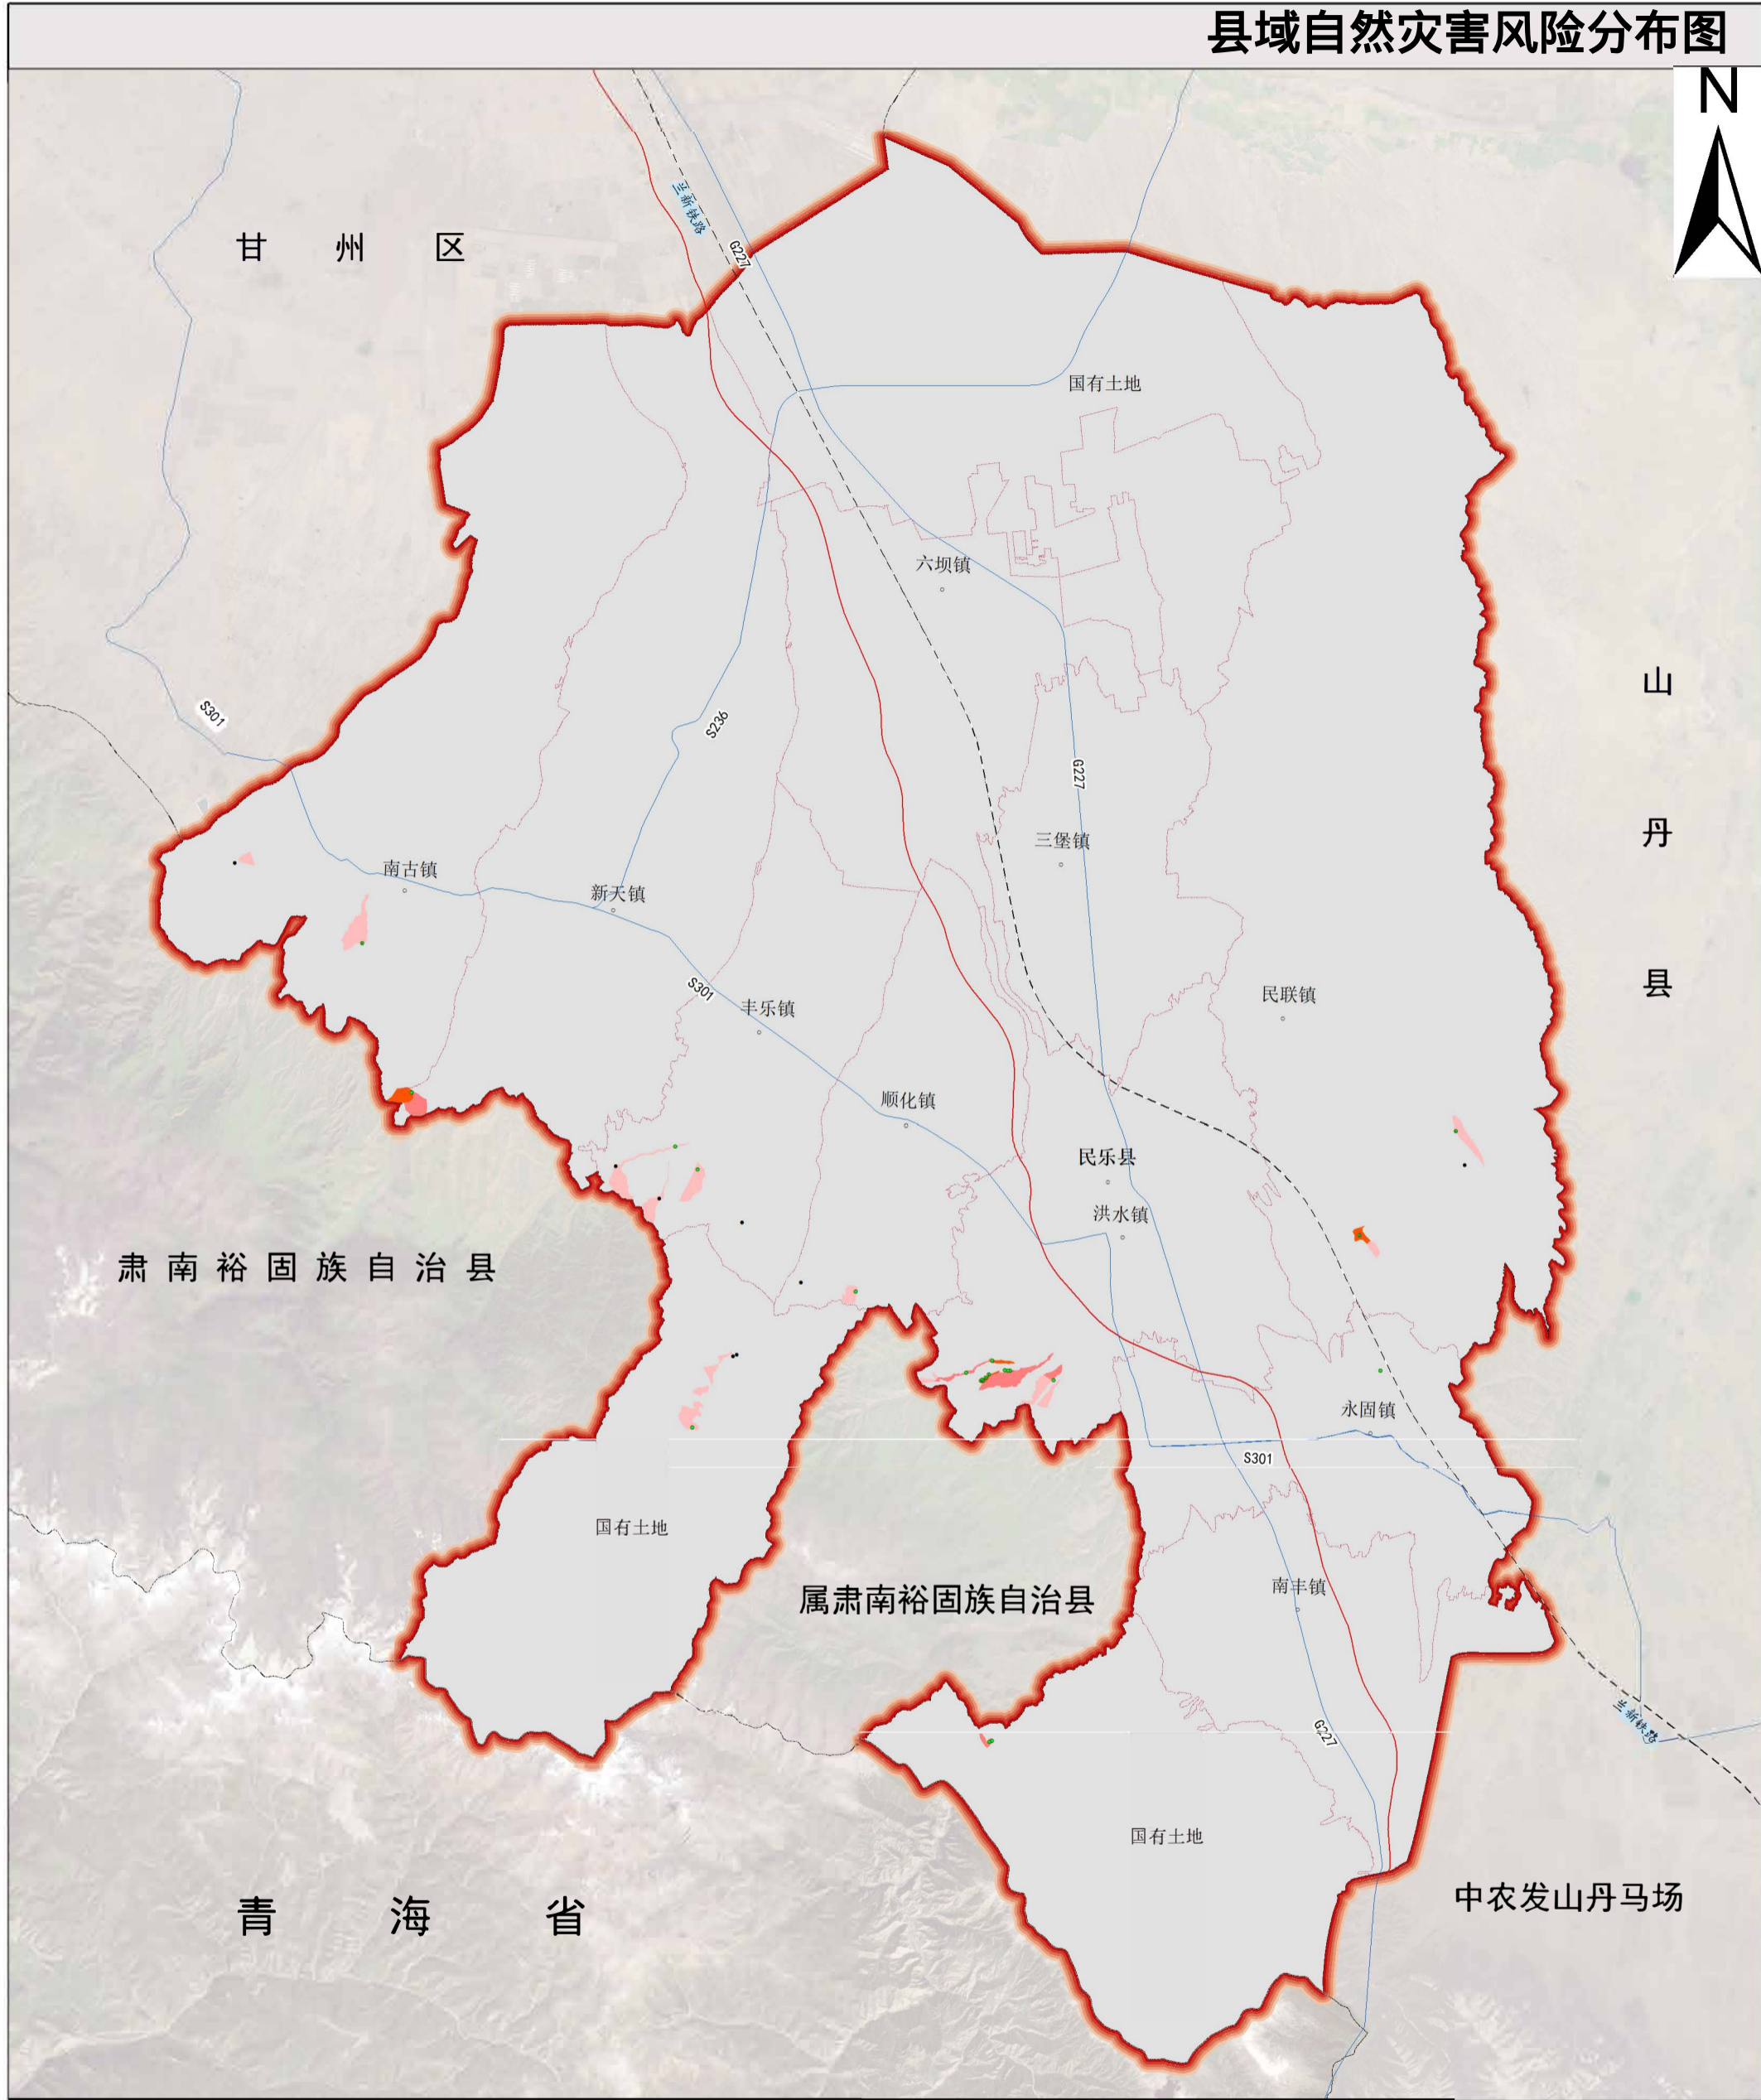 县域自然灾害风险分布图
N
兰新铁路
G227
甘州区
国有土地
六坝镇
山丹县
S301
S236
G227
三堡镇
南古镇
新天镇
S301
丰乐镇
民联镇
顺化镇
民乐县
洪水镇
肃南裕固族自治县
永固镇
S301
国有土地
南丰镇
属肃南裕固族自治县
兰新铁路
G227
国有土地
中农发山丹马场
青海省